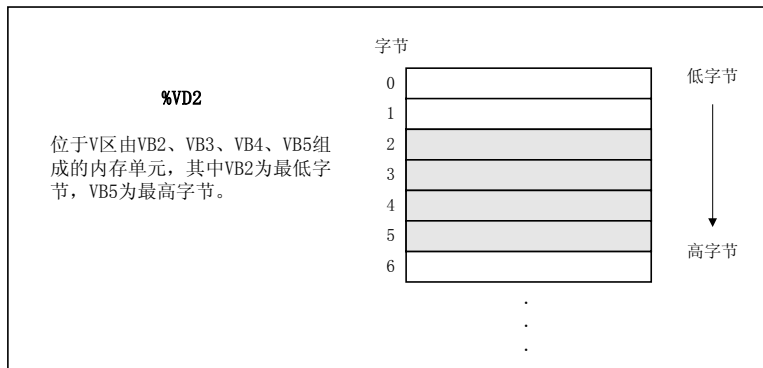 %VD2
位于V区由VB2、VB3、VB4、VB5组
成的内存单元，其中VB2为最低字
节，VB5为最高字节。
字节
0
1
2
3
4
5
6
.
.
.
低字节
高字节